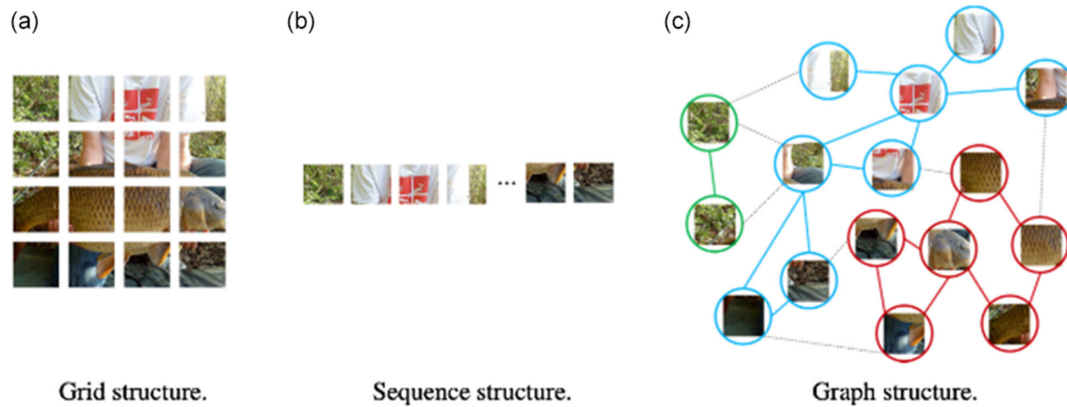 (a)
(b)
(c)
...
Grid structure.
Sequence structure.
Graph structure.